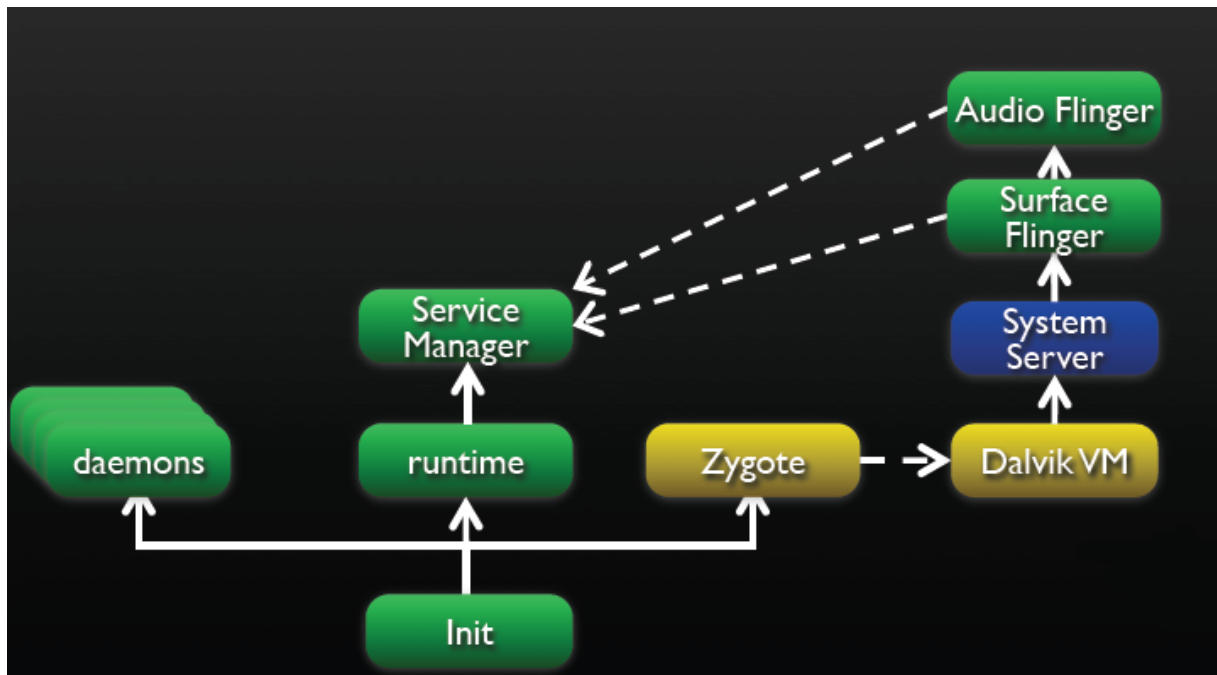 Audio Flinger
Surface
Flinger
Service
Manager
System
Server
daemons
runtime
Zygote
Dalvik VM
Init